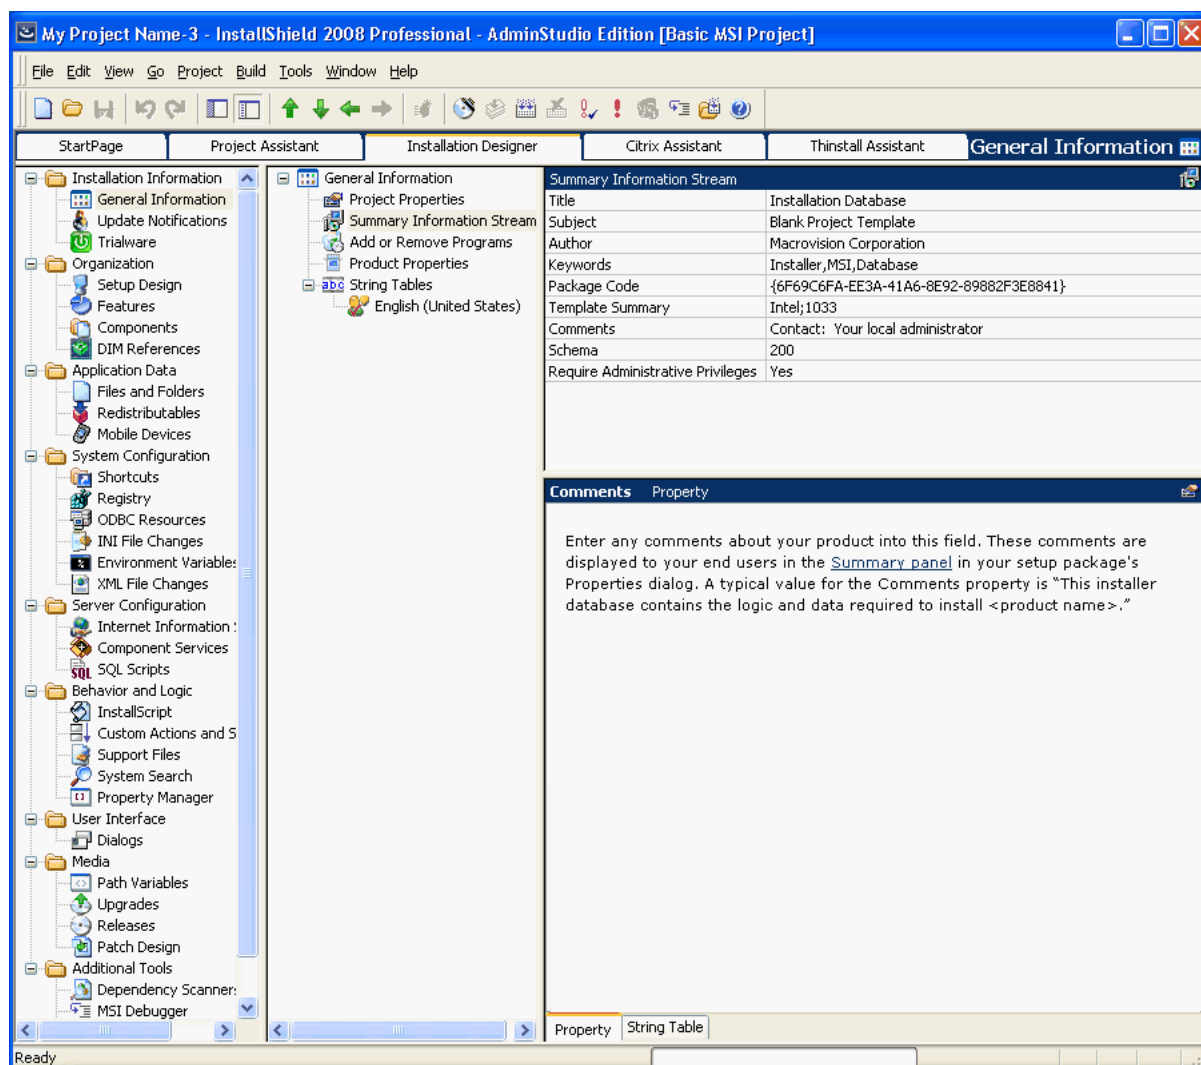 My Project Name-3 - InstallShield 2008 Professional - AdminStudio Edition [Basic MSI Project]
File Edit View Go Project Build Tools Window Help
StartPage Project Assistant Installation Designer Citrix Assistant Thinstall Assistant General Information
Installation Information
General Information
Update Notifications
Trialware
Organization
Setup Design
Features
Components
DIM References
Application Data
Files and Folders
Redistributables
Mobile Devices
System Configuration
Shortcuts
Registry
ODBC Resources
INI File Changes
Environment Variables
XML File Changes
Server Configuration
Internet Information
Component Services
SQL Scripts
Behavior and Logic
InstallScript
Custom Actions and S
Support Files
System Search
Property Manager
User Interface
Dialogs
Media
Path Variables
Upgrades
Releases
Patch Design
Additional Tools
Dependency Scanners
MSI Debugger
General Information
Project Properties
Summary Information Stream
Add or Remove Programs
Product Properties
abc String Tables
English (United States)
Summary Information Stream
Title Installation Database
Subject Blank Project Template
Author Macrovision Corporation
Keywords Installer,MSI,Database
Package Code {6F69C6FA-EE3A-41A6-8E92-89882F3E8841}
Template Summary Intel;1033
Comments Contact: Your local administrator
Schema 200
Require Administrative Privileges Yes
Comments Property
Enter any comments about your product into this field. These comments are
displayed to your end users in the Summary panel in your setup package's
Properties dialog. A typical value for the Comments property is "This installer
database contains the logic and data required to install <product name>."
Property String Table
Ready